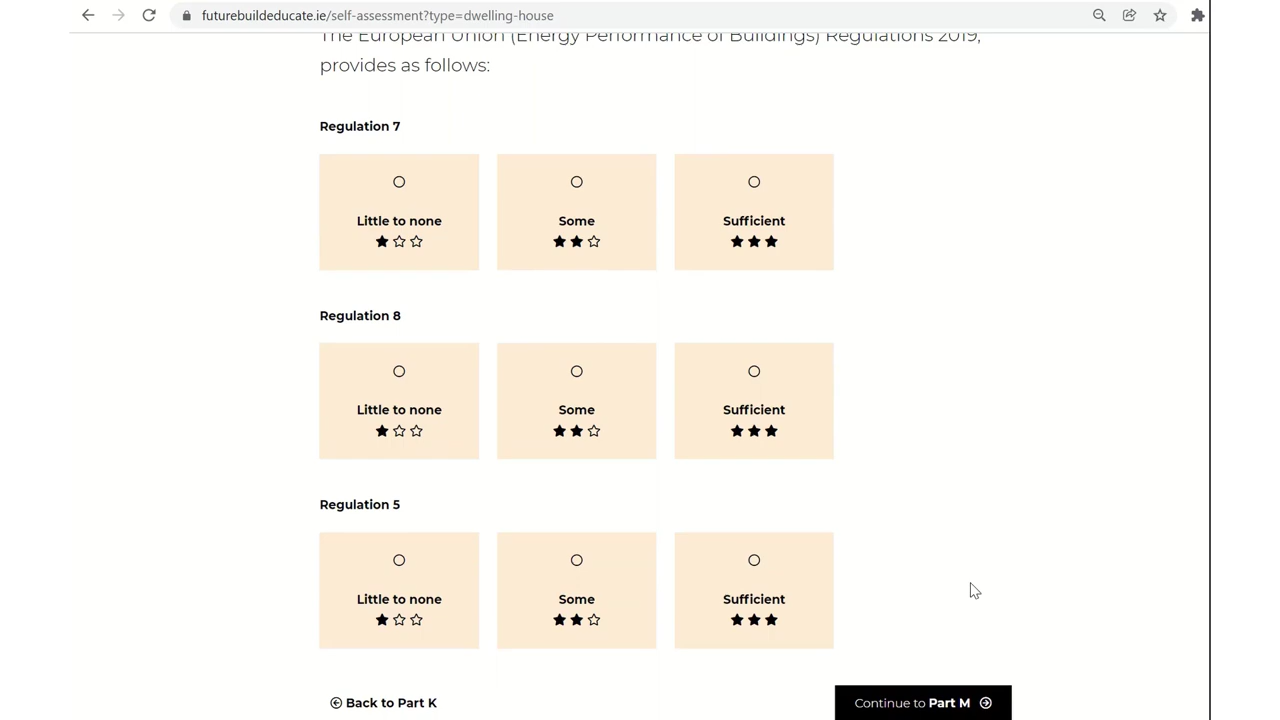 futurebuildeducate.ie/self-assessment?type=dwelling-house
The European Union (Energy Performance of Buildings) Regulations 2019,
provides as follows:
Regulation 7
Little to none
Some
Sufficient
Regulation 8
Little to none
Some
Sufficient
Regulation 5
Little to none
Some
Sufficient
Back to Part K
Continue to Part M